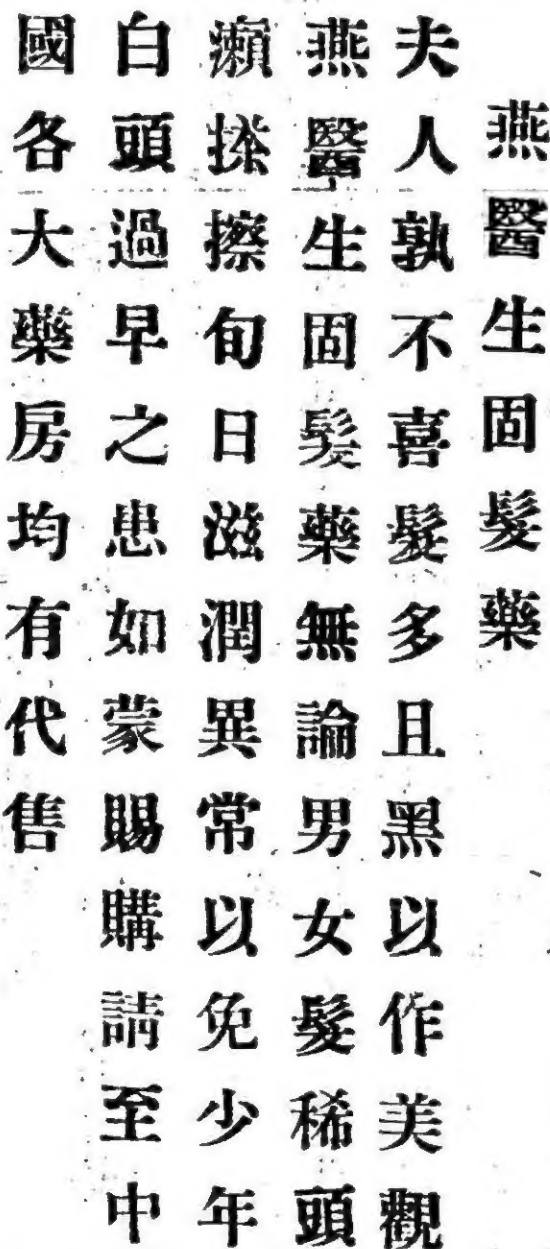 燕醫生固髮藥
夫人孰不喜髮多且黑以作美觀
燕醫生固髮藥無論男女髮稀頭
癩搽擦旬日滋潤異常以免少年
白頭過早之患如蒙賜購請至中
國各大藥房均有代售